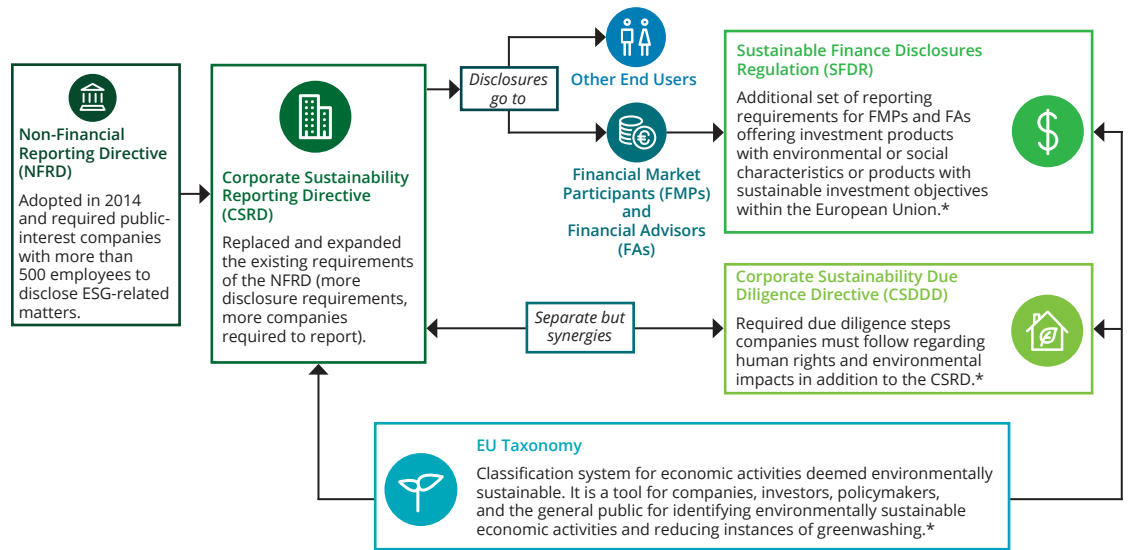 Non-Financial
Reporting Directive
(NFRD)
Adopted in 2014
and required public-
interest companies
with more than
500 employees to
disclose ESG-related
matters.
Corporate Sustainability
Reporting Directive
(CSRD)
Replaced and expanded
the existing requirements
of the NFRD (more
disclosure requirements,
more companies
required to report).
Disclosures
go to
Other End Users
Financial Market
Participants (FMPs)
and
Financial Advisors
(FAs)
Sustainable Finance Disclosures
Regulation (SFDR)
Additional set of reporting
requirements for FMPs and FAs
offering investment products
with environmental or social
characteristics or products with
sustainable investment objectives
within the European Union.*
Separate but
synergies
Corporate Sustainability Due
Diligence Directive (CSDDD)
Required due diligence steps
companies must follow regarding
human rights and environmental
impacts in addition to the CSRD.*
EU Taxonomy
Classification system for economic activities deemed environmentally
sustainable. It is a tool for companies, investors, policymakers,
and the general public for identifying environmentally sustainable
economic activities and reducing instances of greenwashing.*